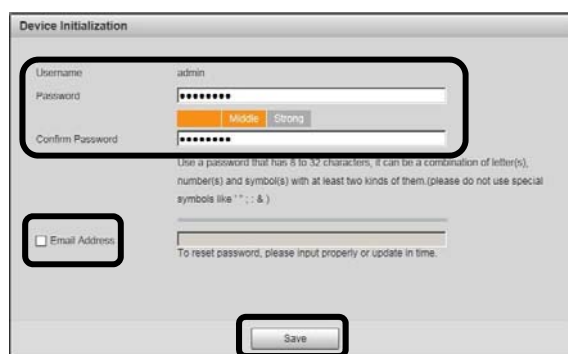 Device Initialization
Username admin
Password ●●●●●●●●
Middle Strong
Confirm Password ●●●●●●●●
Use a password that has 8 to 32 characters, it can be a combination of letter(s),
number(s) and symbol(s) with at least two kinds of them.(please do not use special
symbols like ' " ; : & )
Email Address
To reset password, please input properly or update in time.
Save